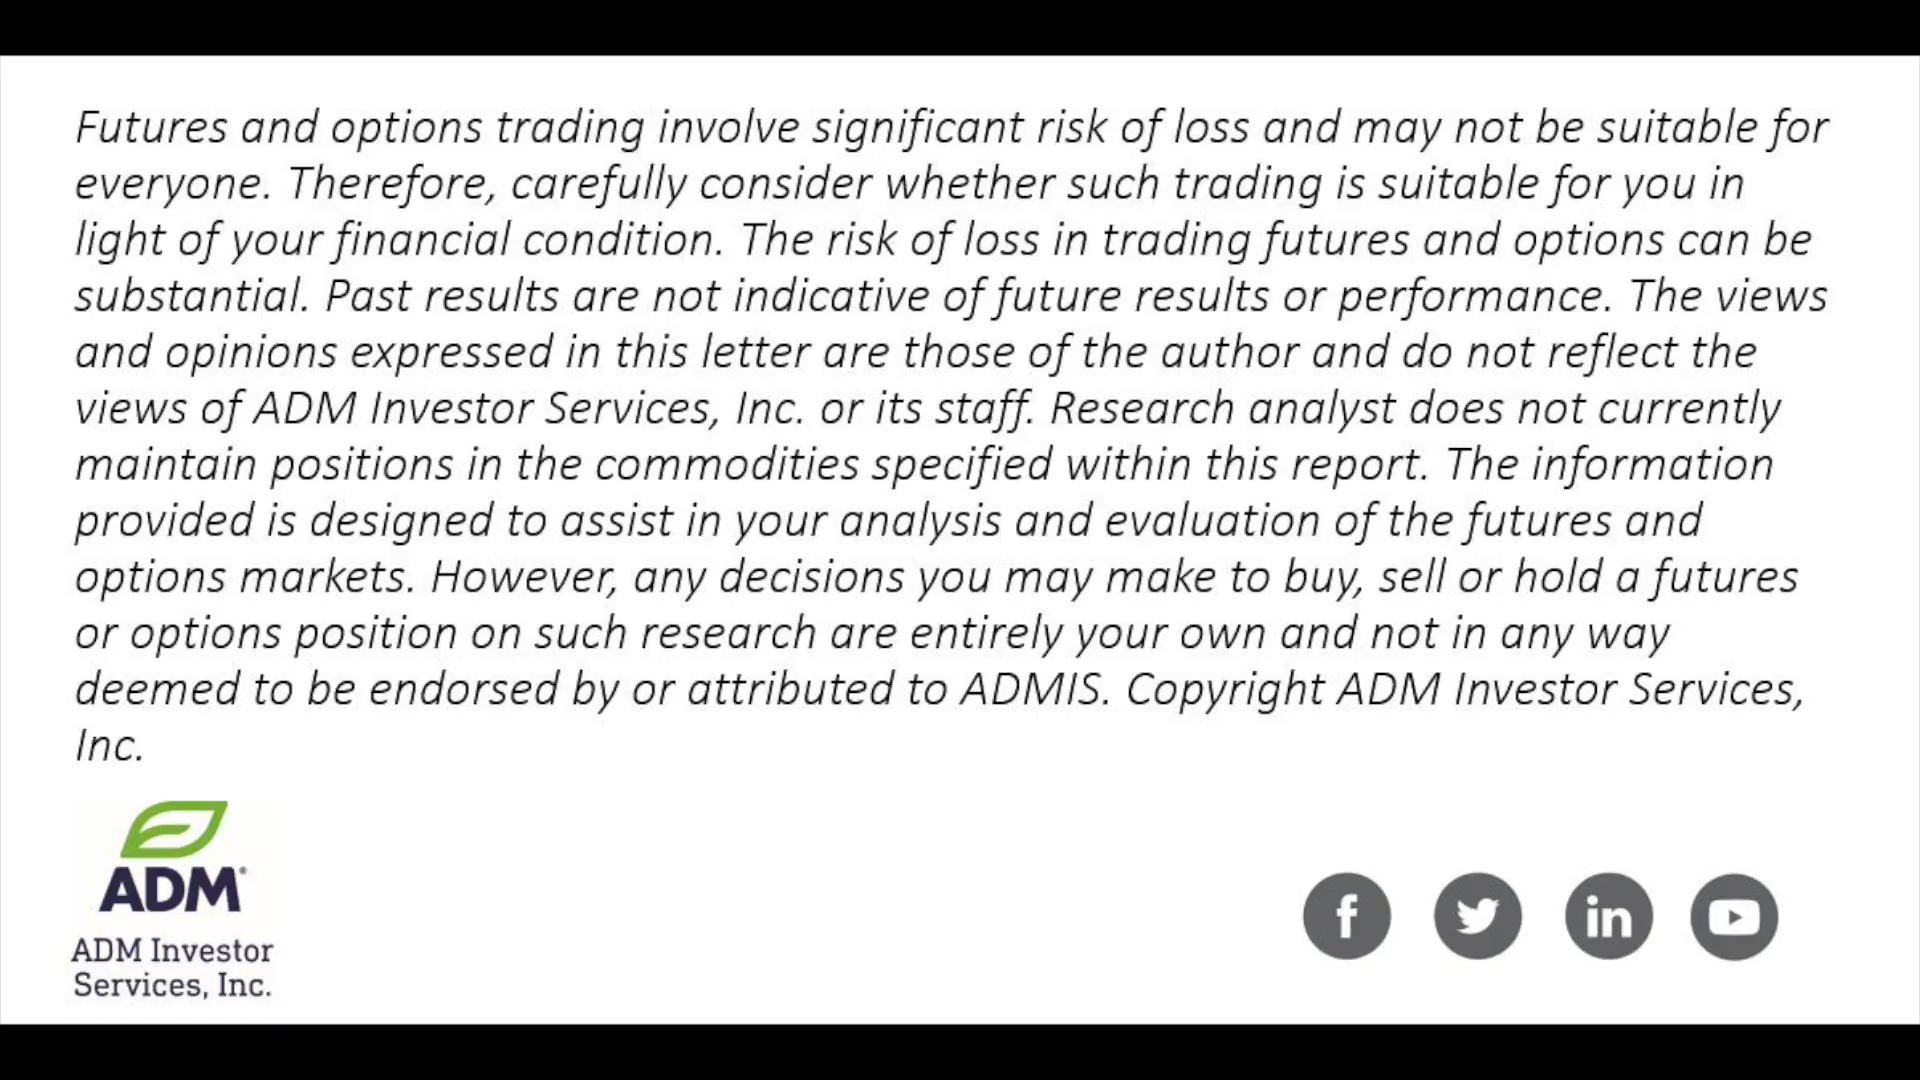 Futures and options trading involve significant risk of loss and may not be suitable for
everyone. Therefore, carefully consider whether such trading is suitable for you in
light of your financial condition. The risk of loss in trading futures and options can be
substantial. Past results are not indicative of future results or performance. The views
and opinions expressed in this letter are those of the author and do not reflect the
views of ADM Investor Services, Inc. or its staff. Research analyst does not currently
maintain positions in the commodities specified within this report. The information
provided is designed to assist in your analysis and evaluation of the futures and
options markets. However, any decisions you may make to buy, sell or hold a futures
or options position on such research are entirely your own and not in any way
deemed to be endorsed by or attributed to ADMIS. Copyright ADM Investor Services,
Inc.
ADM®
ADM Investor
Services, Inc.
f
in